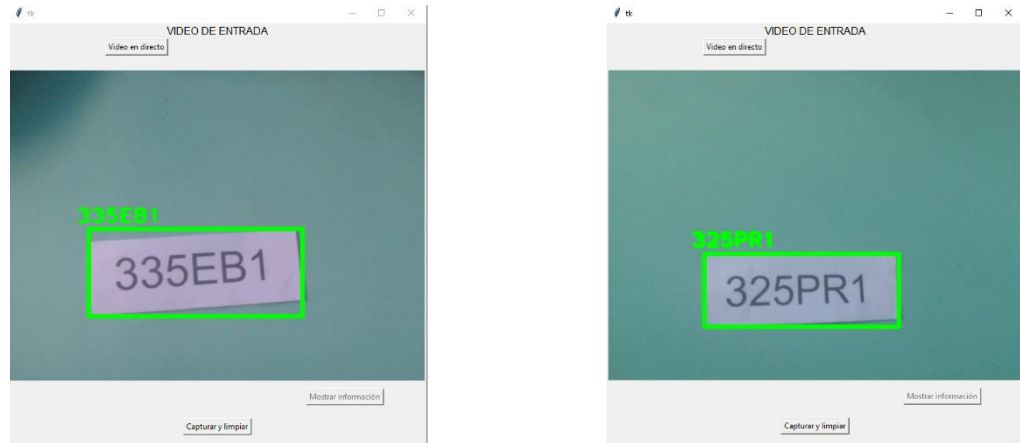 tk
VIDEO DE ENTRADA
Video en directo
335EB1
335EB1
Mostrar información
Capturar y limpiar
tk
VIDEO DE ENTRADA
Video en directo
325PR1
325PR1
Mostrar información
Capturar y limpiar